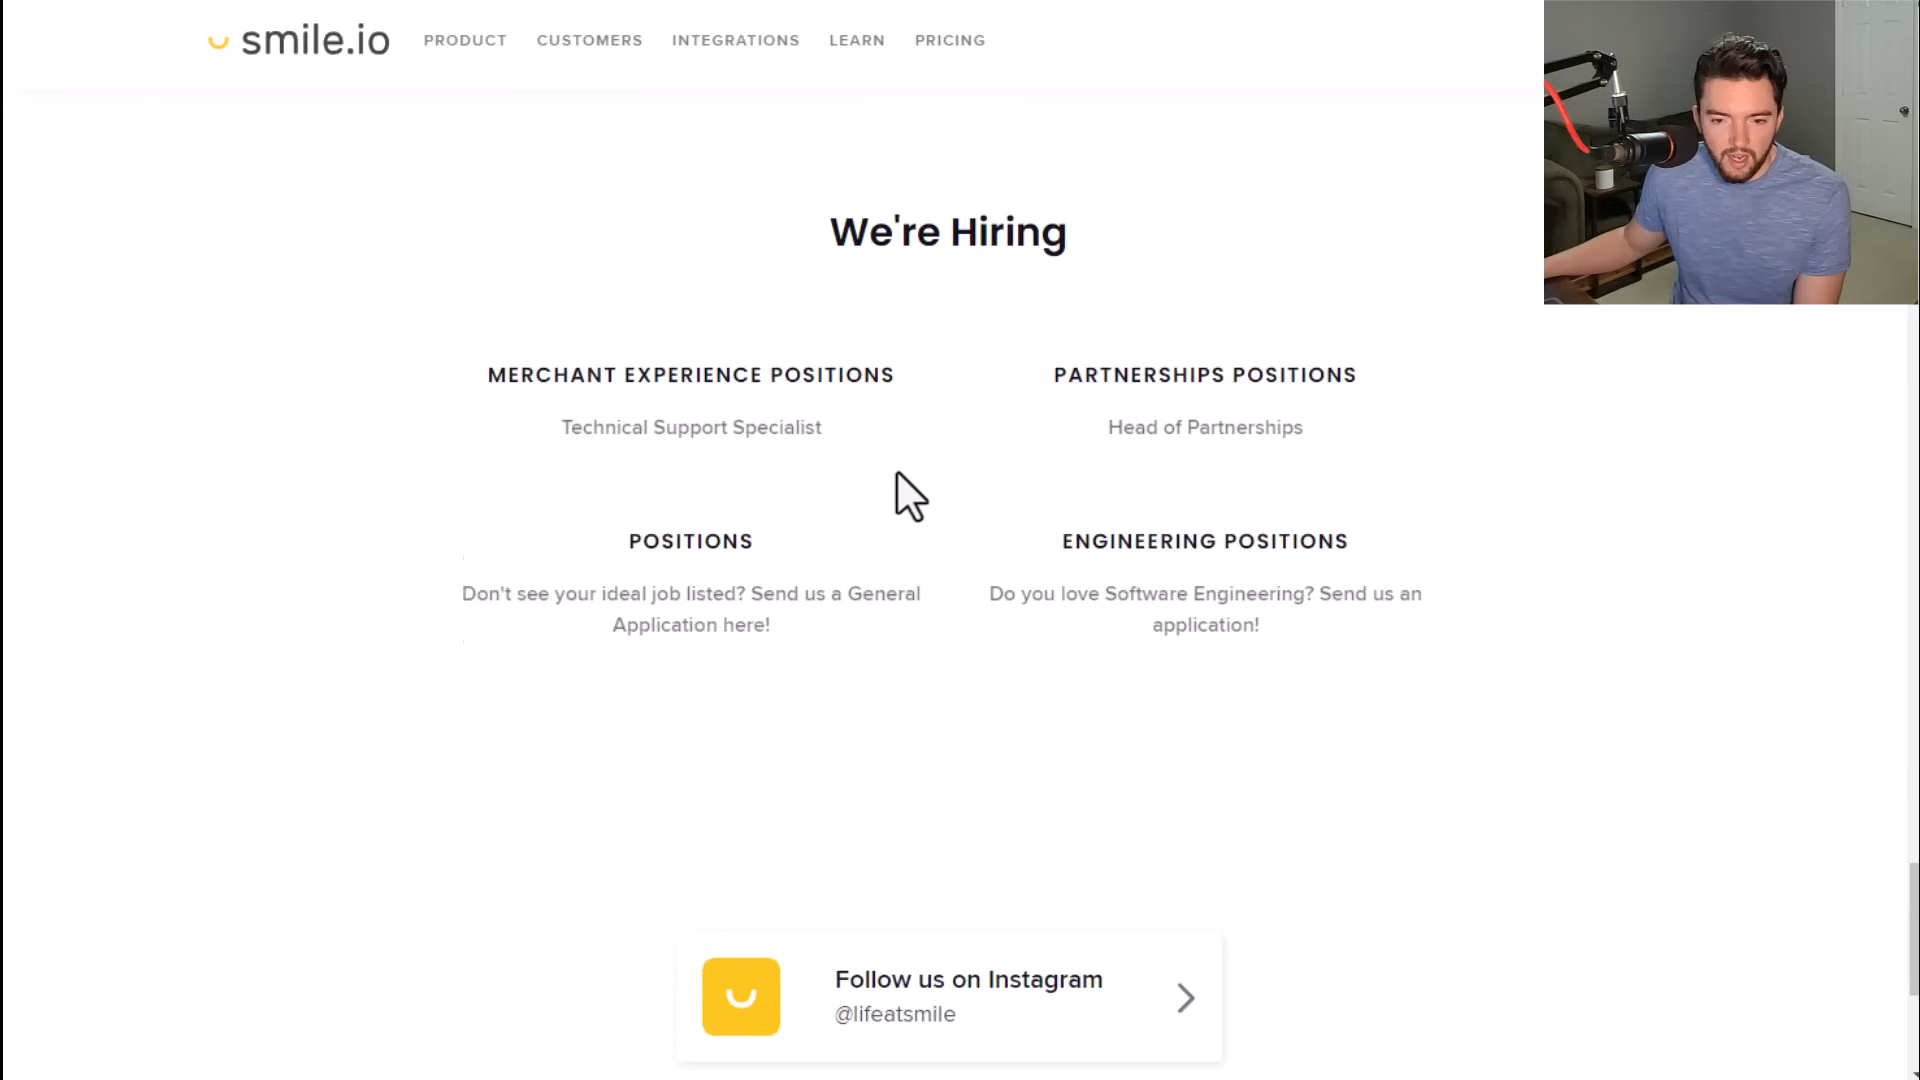 smile.io
PRODUCT
CUSTOMERS
INTEGRATIONS
LEARN
PRICING
We're Hiring
MERCHANT EXPERIENCE POSITIONS
Technical Support Specialist
PARTNERSHIPS POSITIONS
Head of Partnerships
POSITIONS
Don't see your ideal job listed? Send us a General
Application here!
ENGINEERING POSITIONS
Do you love Software Engineering? Send us an
application!
Follow us on Instagram
@lifeatsmile